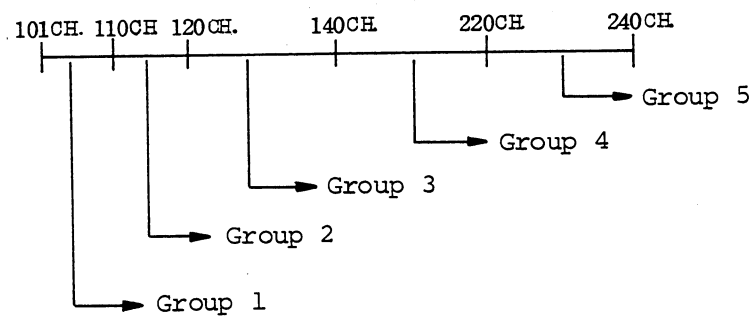 101CH. 110CH 120CH. 140CH. 220CH 240CH.
Group 5
Group 4
Group 3
Group 2
Group 1